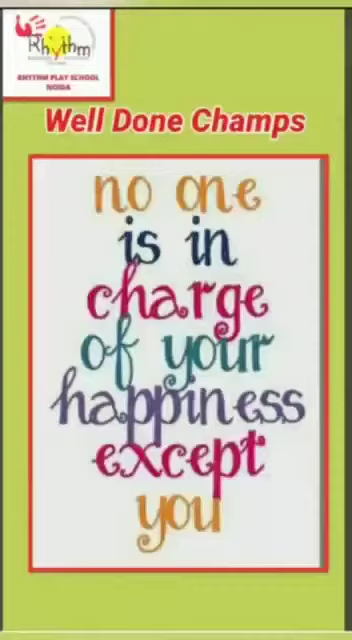 Rhythm
RHYTHM PLAY SCHOOL
NOIDA
Well Done Champs
no one
is in
charge
of your
happiness
except
you